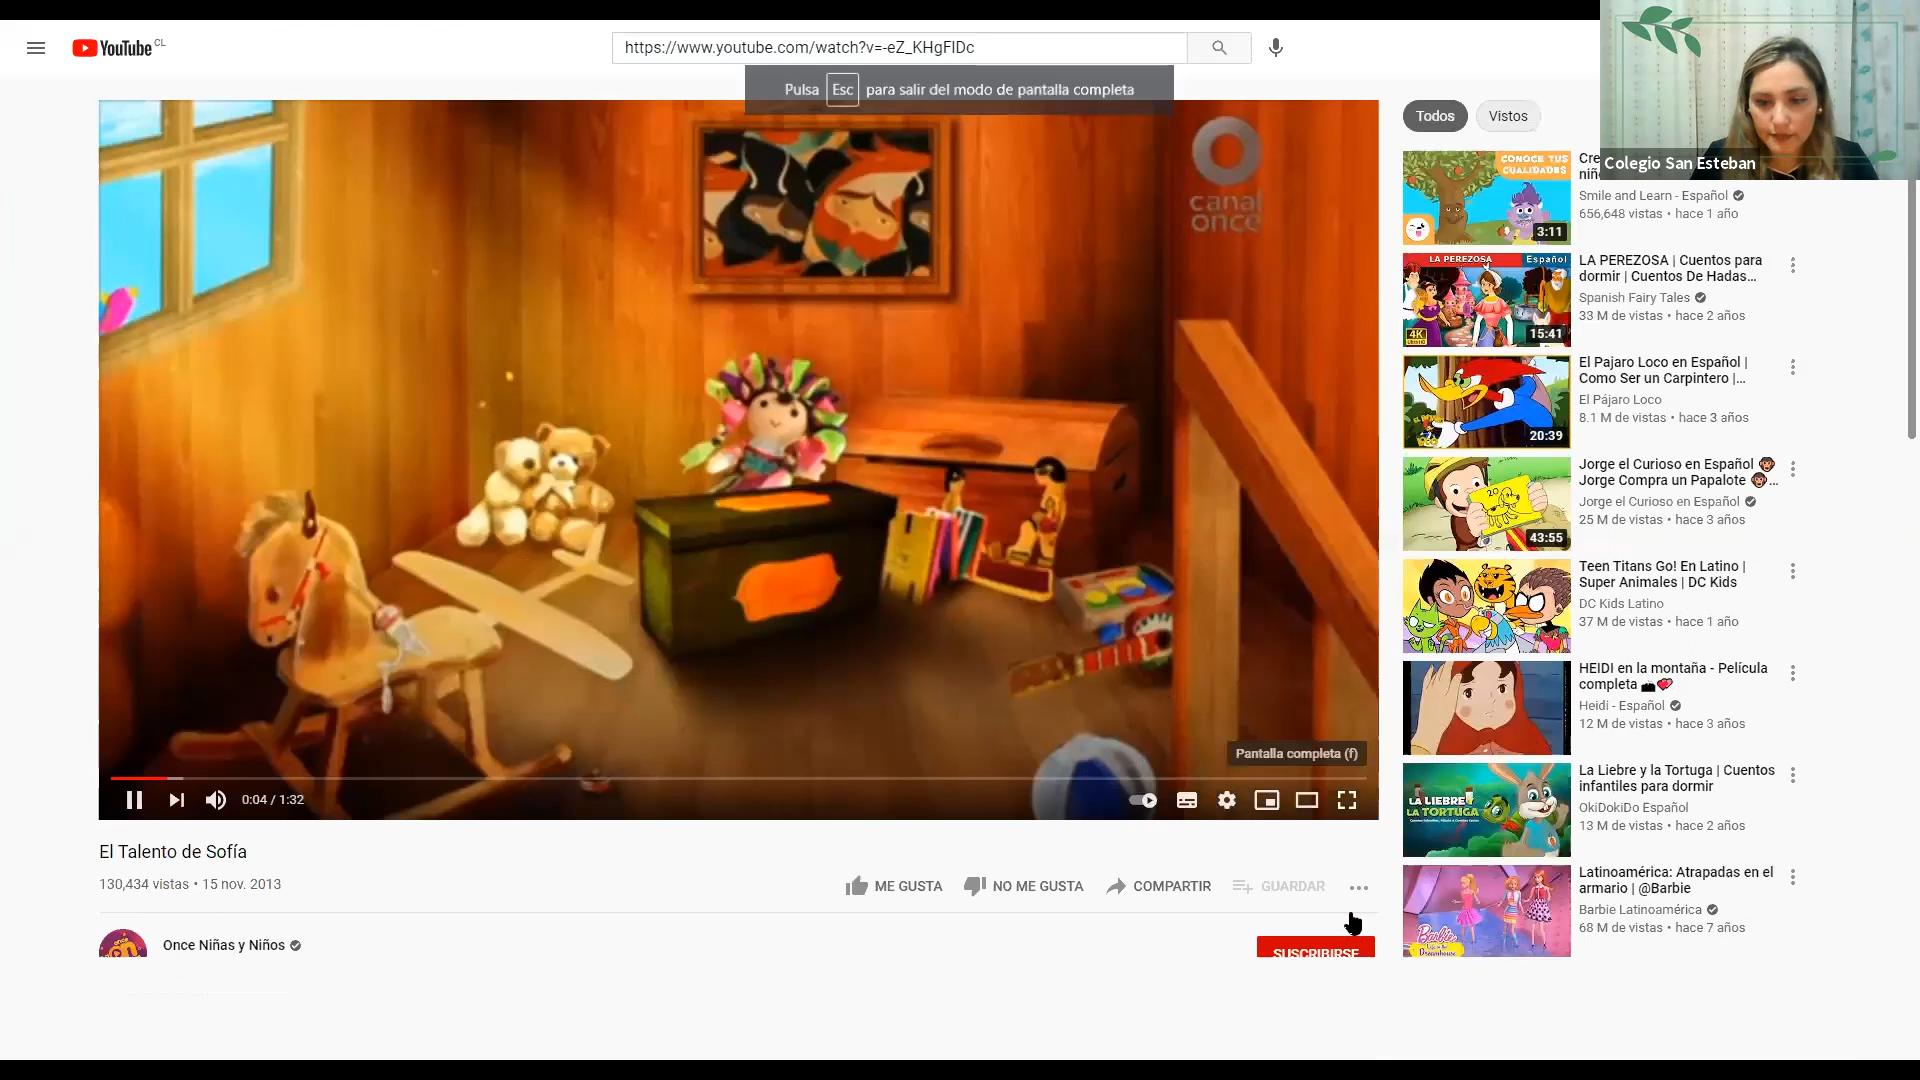 YouTube CL
https://www.youtube.com/watch?v=-eZ_KHgFIDc
Pulsa Esc para salir del modo de pantalla completa
canal
once
Pantalla completa (f)
0:04 / 1:32
El Talento de Sofía
130,434 vistas • 15 nov. 2013
ME GUSTA
NO ME GUSTA
COMPARTIR
GUARDAR
Once Niñas y Niños
SUSCRIBIRSE
Colegio San Esteban
Todos
Vistos
CONOCE TUS
CUALIDADES
3:11
Smile and Learn - Español
656,648 vistas • hace 1 año
LA PEREZOSA
Español
4K
15:41
LA PEREZOSA | Cuentos para
dormir | Cuentos De Hadas...
Spanish Fairy Tales
33 M de vistas • hace 2 años
20:39
El Pajaro Loco en Español |
Como Ser un Carpintero |...
El Pájaro Loco
8.1 M de vistas • hace 3 años
43:55
Jorge el Curioso en Español 🐵
Jorge Compra un Papalote 🐵...
Jorge el Curioso en Español
25 M de vistas • hace 3 años
Teen Titans Go! En Latino |
Super Animales | DC Kids
DC Kids Latino
37 M de vistas • hace 1 año
HEIDI en la montaña - Película
completa
Heidi - Español
12 M de vistas • hace 3 años
LA LIEBRE Y
LA TORTUGA
La Liebre y la Tortuga | Cuentos
infantiles para dormir
OkiDokiDo Español
13 M de vistas • hace 2 años
Barbie
Dreamhouse
Latinoamérica: Atrapadas en el
armario | @Barbie
Barbie Latinoamérica
68 M de vistas • hace 7 años